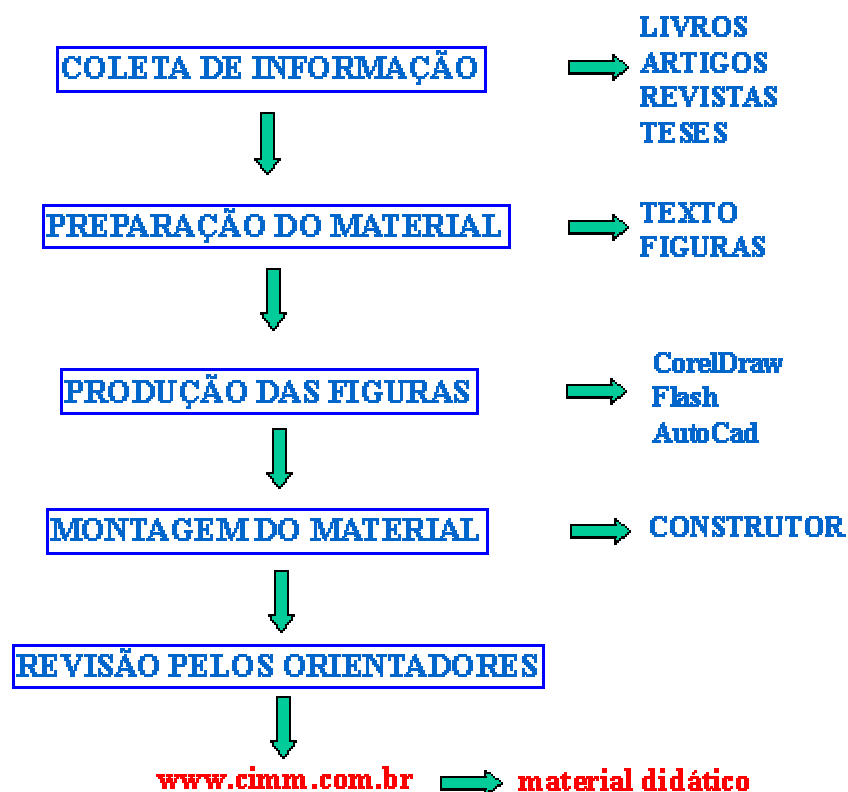 COLETA DE INFORMAÇÃO
LIVROS
ARTIGOS
REVISTAS
TESES
PREPARAÇÃO DO MATERIAL
TEXTO
FIGURAS
PRODUÇÃO DAS FIGURAS
CorelDraw
Flash
AutoCad
MONTAGEM DO MATERIAL
CONSTRUTOR
REVISÃO PELOS ORIENTADORES
www.cimm.com.br
material didático